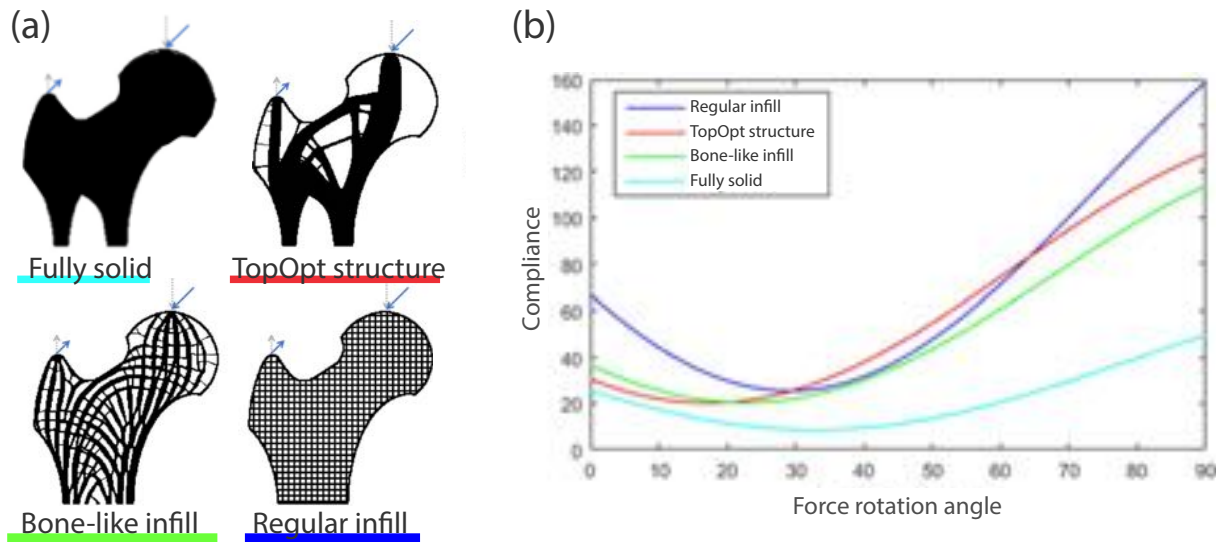 (a)
Fully solid
TopOpt structure
Bone-like infill
Regular infill
(b)
160
140
120
100
80
60
40
20
0
Compliance
Regular infill
TopOpt structure
Bone-like infill
Fully solid
0 10 20 30 40 50 60 70 80 90
Force rotation angle